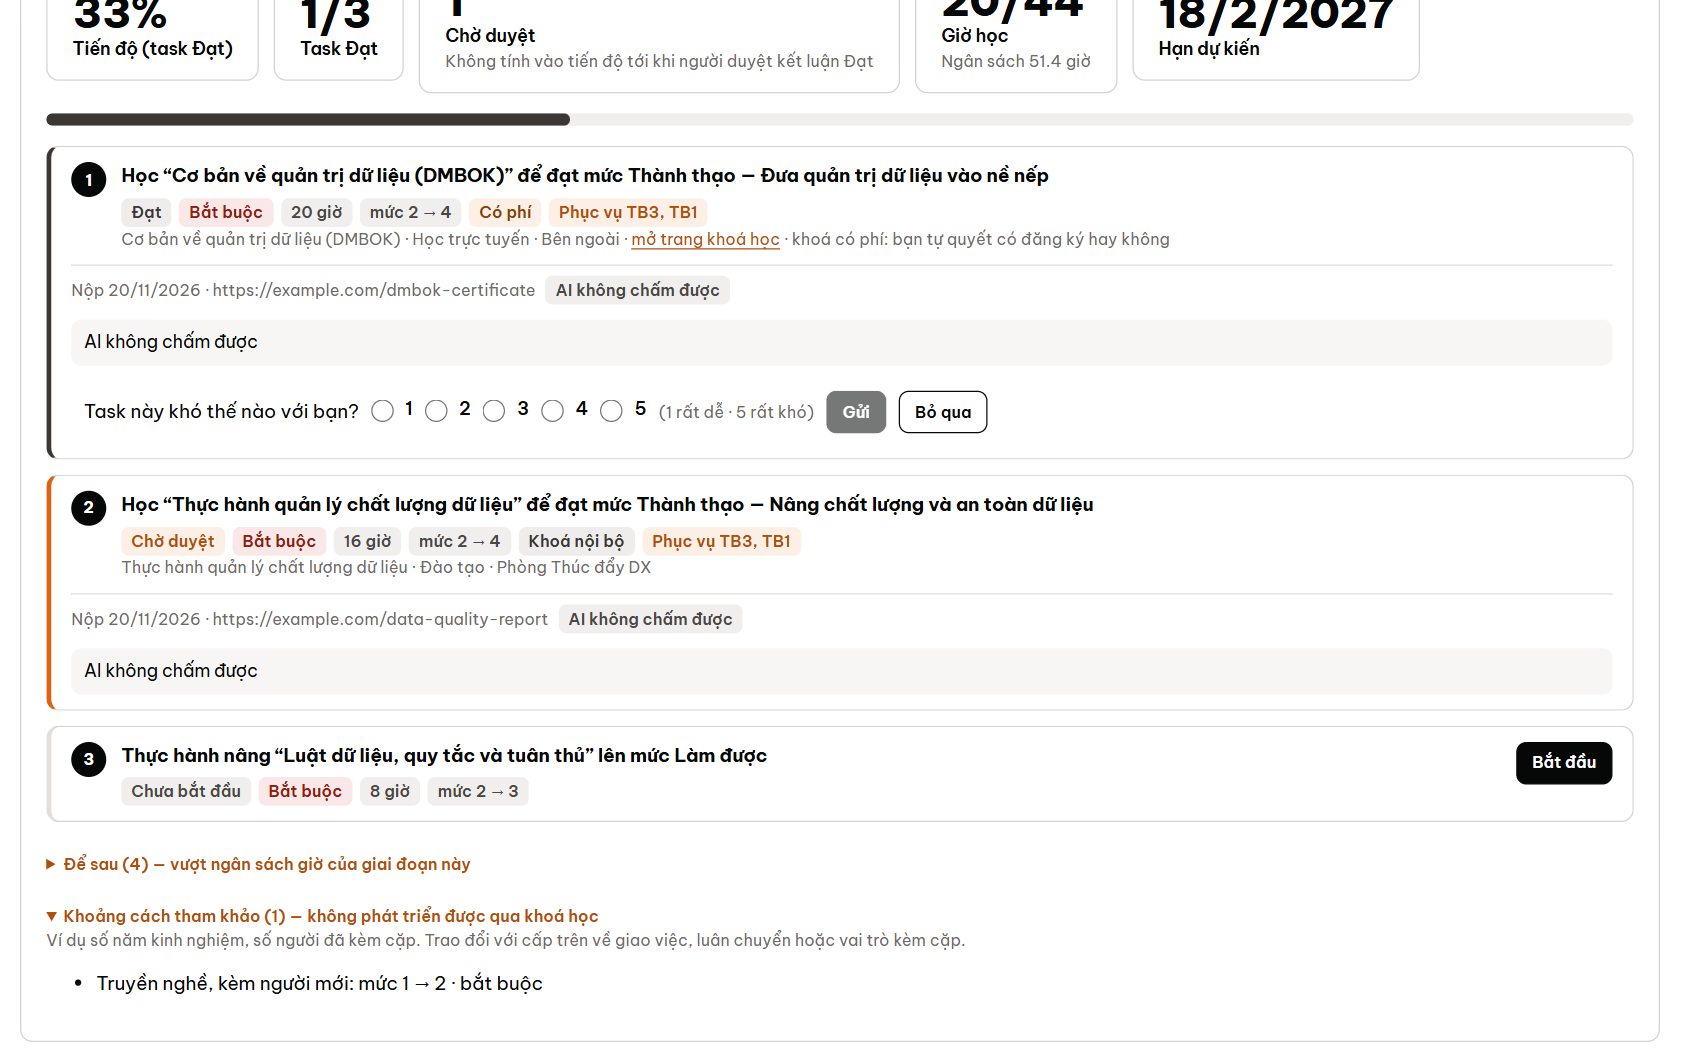 33%
Tiến độ (task Đạt)
1/3
Task Đạt
1
Chờ duyệt
Không tính vào tiến độ tới khi người duyệt kết luận Đạt
20/44
Giờ học
Ngân sách 51.4 giờ
18/2/2027
Hạn dự kiến
1 Học “Cơ bản về quản trị dữ liệu (DMBOK)” để đạt mức Thành thạo — Đưa quản trị dữ liệu vào nề nếp
Đạt Bắt buộc 20 giờ mức 2 → 4 Có phí Phục vụ TB3, TB1
Cơ bản về quản trị dữ liệu (DMBOK) · Học trực tuyến · Bên ngoài · mở trang khoá học · khoá có phí: bạn tự quyết có đăng ký hay không
Nộp 20/11/2026 · https://example.com/dmbok-certificate AI không chấm được
AI không chấm được
Task này khó thế nào với bạn? 1 2 3 4 5 (1 rất dễ · 5 rất khó) Gửi Bỏ qua
2 Học “Thực hành quản lý chất lượng dữ liệu” để đạt mức Thành thạo — Nâng chất lượng và an toàn dữ liệu
Chờ duyệt Bắt buộc 16 giờ mức 2 → 4 Khoá nội bộ Phục vụ TB3, TB1
Thực hành quản lý chất lượng dữ liệu · Đào tạo · Phòng Thúc đẩy DX
Nộp 20/11/2026 · https://example.com/data-quality-report AI không chấm được
AI không chấm được
3 Thực hành nâng “Luật dữ liệu, quy tắc và tuân thủ” lên mức Làm được
Bắt đầu
Chưa bắt đầu Bắt buộc 8 giờ mức 2 → 3
Để sau (4) — vượt ngân sách giờ của giai đoạn này
Khoảng cách tham khảo (1) — không phát triển được qua khoá học
Ví dụ số năm kinh nghiệm, số người đã kèm cặp. Trao đổi với cấp trên về giao việc, luân chuyển hoặc vai trò kèm cặp.
• Truyền nghề, kèm người mới: mức 1 → 2 · bắt buộc